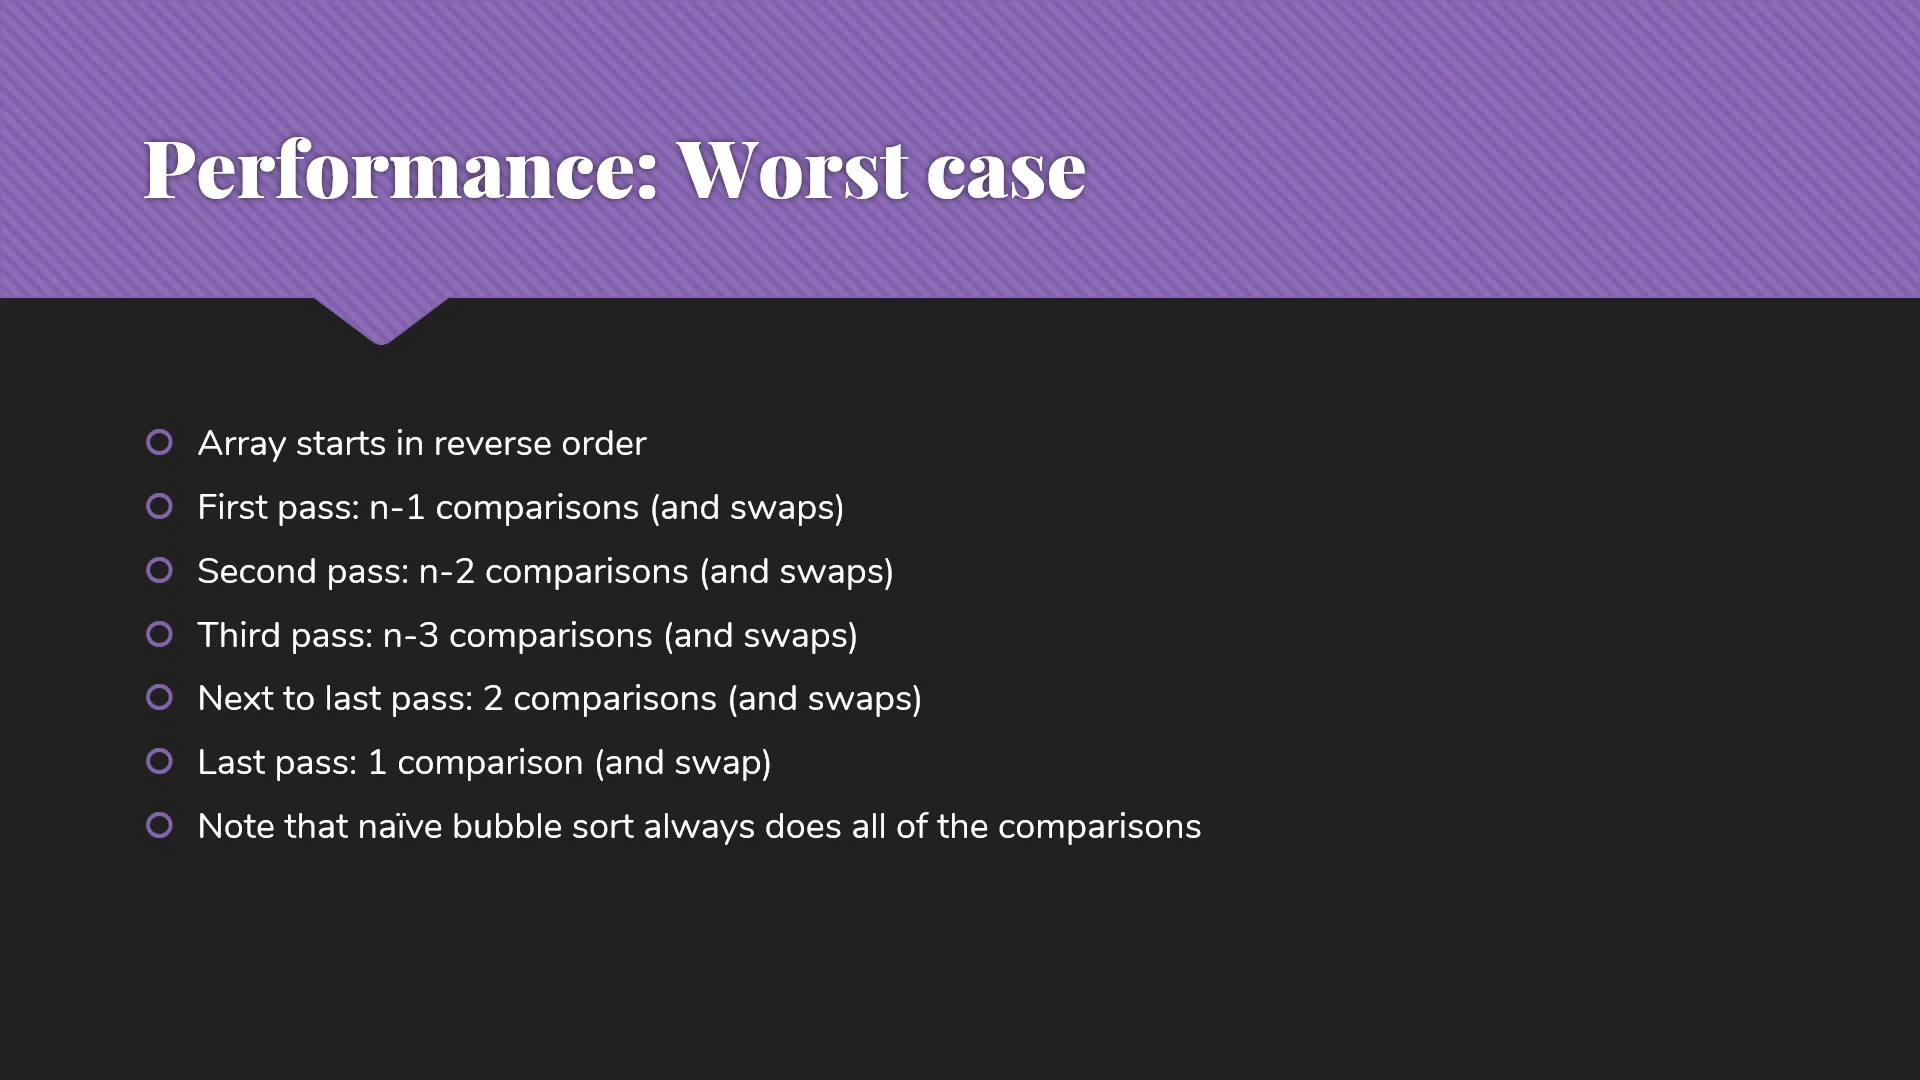 Performance: Worst case
Array starts in reverse order
First pass: n-1 comparisons (and swaps)
Second pass: n-2 comparisons (and swaps)
Third pass: n-3 comparisons (and swaps)
Next to last pass: 2 comparisons (and swaps)
Last pass: 1 comparison (and swap)
Note that naïve bubble sort always does all of the comparisons